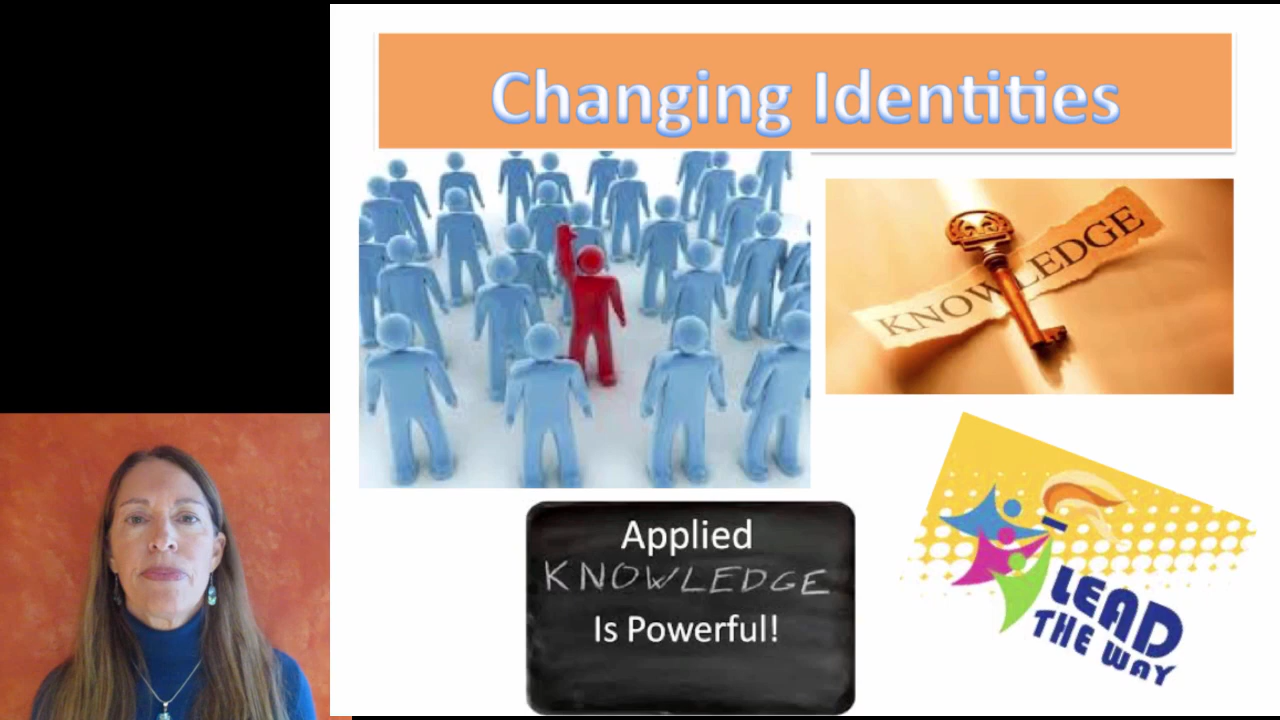 Changing Identities
KNOWLEDGE
Applied
KNOWLEDGE
Is Powerful!
LEAD
THE WAY